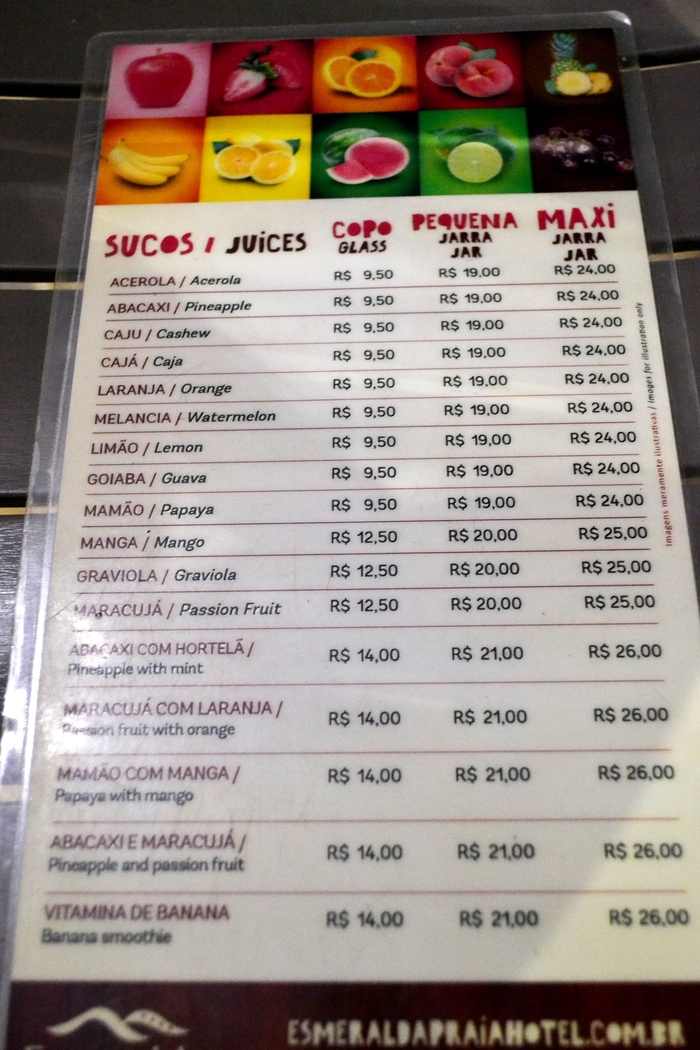 SUCOS / JUICES COPO GLASS PEQUENA JARRA JAR MAXI JARRA JAR
ACEROLA / Acerola R$ 9,50 R$ 19,00 R$ 24,00
ABACAXI / Pineapple R$ 9,50 R$ 19,00 R$ 24,00
CAJU / Cashew R$ 9,50 R$ 19,00 R$ 24,00
CAJÁ / Caja R$ 9,50 R$ 19,00 R$ 24,00
LARANJA / Orange R$ 9,50 R$ 19,00 R$ 24,00
MELANCIA / Watermelon R$ 9,50 R$ 19,00 R$ 24,00
LIMÃO / Lemon R$ 9,50 R$ 19,00 R$ 24,00
GOIABA / Guava R$ 9,50 R$ 19,00 R$ 24,00
MAMÃO / Papaya R$ 9,50 R$ 19,00 R$ 24,00
MANGA / Mango R$ 12,50 R$ 20,00 R$ 25,00
GRAVIOLA / Graviola R$ 12,50 R$ 20,00 R$ 25,00
MARACUJÁ / Passion Fruit R$ 12,50 R$ 20,00 R$ 25,00
ABACAXI COM HORTELÃ / R$ 14,00 R$ 21,00 R$ 26,00
Pineapple with mint
MARACUJÁ COM LARANJA / R$ 14,00 R$ 21,00 R$ 26,00
Passion fruit with orange
MAMÃO COM MANGA / R$ 14,00 R$ 21,00 R$ 26,00
Papaya with mango
ABACAXI E MARACUJÁ / R$ 14,00 R$ 21,00 R$ 26,00
Pineapple and passion fruit
VITAMINA DE BANANA R$ 14,00 R$ 21,00 R$ 26,00
Banana smoothie
Imagens meramente ilustrativas / images for illustration only
ESMERALDAPRAIAHOTEL.COM.BR